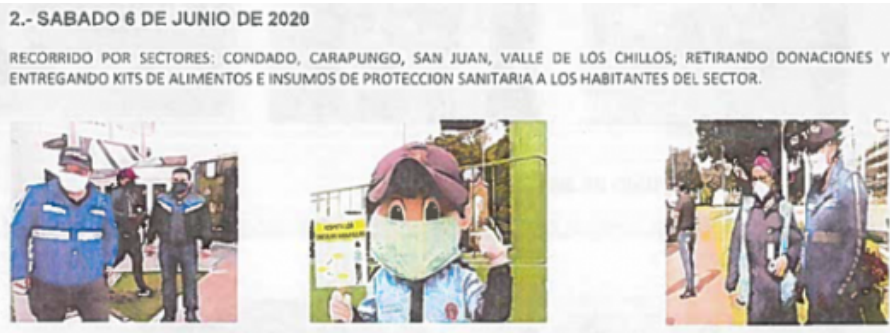 2.- SABADO 6 DE JUNIO DE 2020
RECORRIDO POR SECTORES: CONDADO, CARAPUNGO, SAN JUAN, VALLE DE LOS CHILLOS; RETIRANDO DONACIONES Y
ENTREGANDO KITS DE ALIMENTOS E INSUMOS DE PROTECCION SANITARIA A LOS HABITANTES DEL SECTOR.